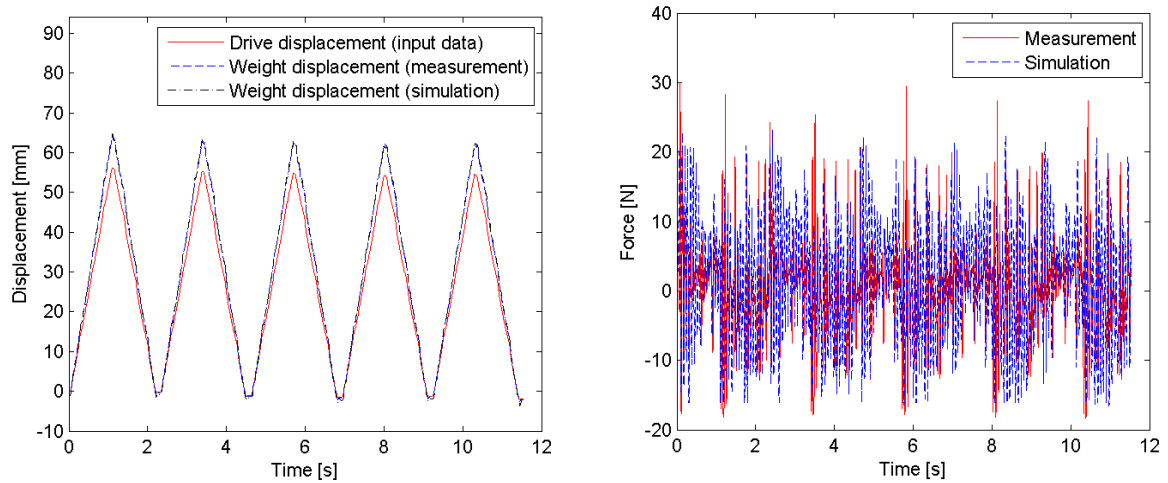 Drive displacement (input data)
Weight displacement (measurement)
Weight displacement (simulation)
90
80
70
60
50
40
30
20
10
0
-10
Displacement [mm]
0 2 4 6 8 10 12
Time [s]
Measurement
Simulation
40
30
20
10
0
-10
-20
Force [N]
0 2 4 6 8 10 12
Time [s]